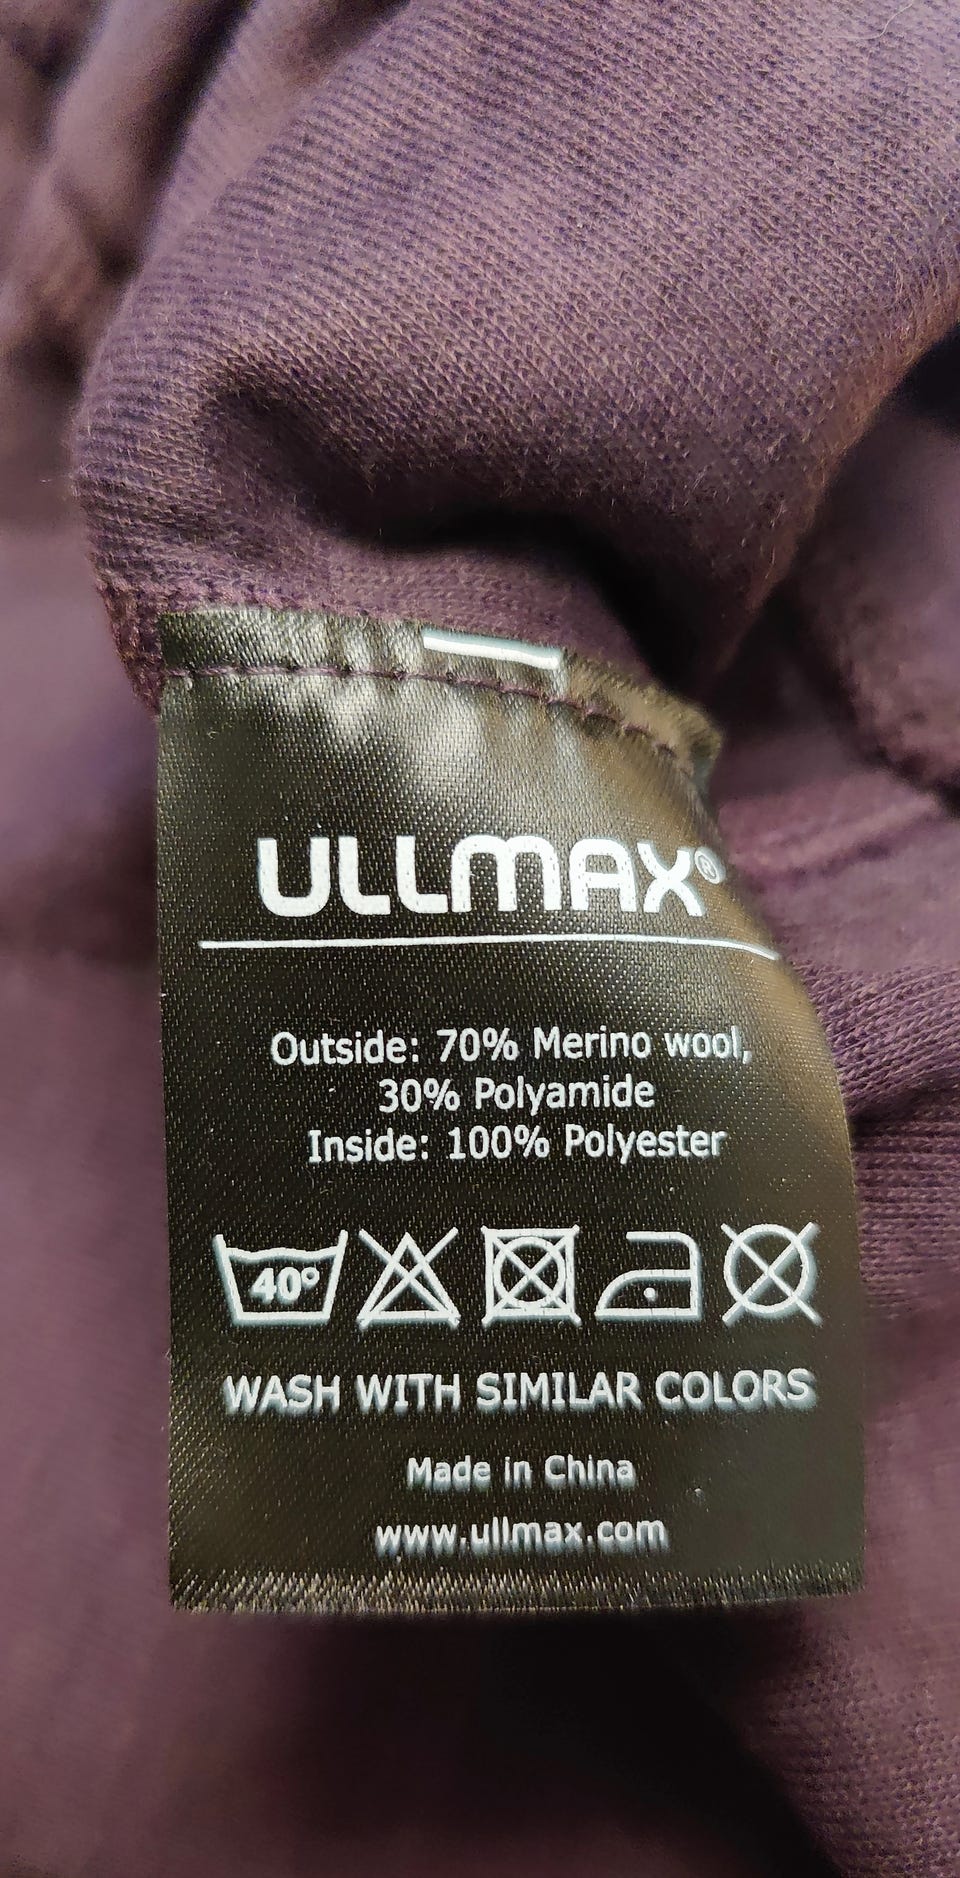 ULLMAX®
Outside: 70% Merino wool,
30% Polyamide
Inside: 100% Polyester
40°
WASH WITH SIMILAR COLORS
Made in China
www.ullmax.com